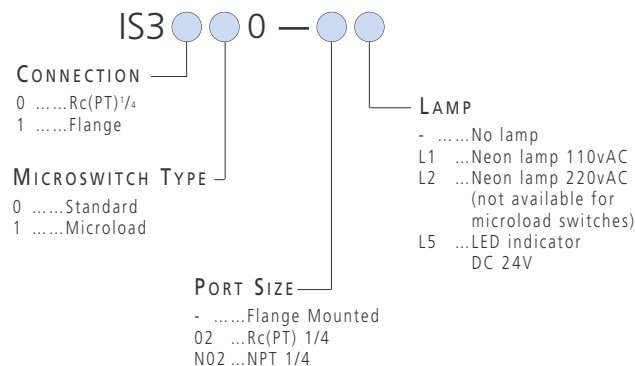 IS3 0 —
CONNECTION
0 ......Rc(PT)1/4
1 ......Flange
MICROSWITCH TYPE
0 ......Standard
1 ......Microload
PORT SIZE
- ......Flange Mounted
02 ...Rc(PT) 1/4
N02 ...NPT 1/4
LAMP
- ......No lamp
L1 ...Neon lamp 110vAC
L2 ...Neon lamp 220vAC
(not available for
microload switches)
L5 ...LED indicator
DC 24V